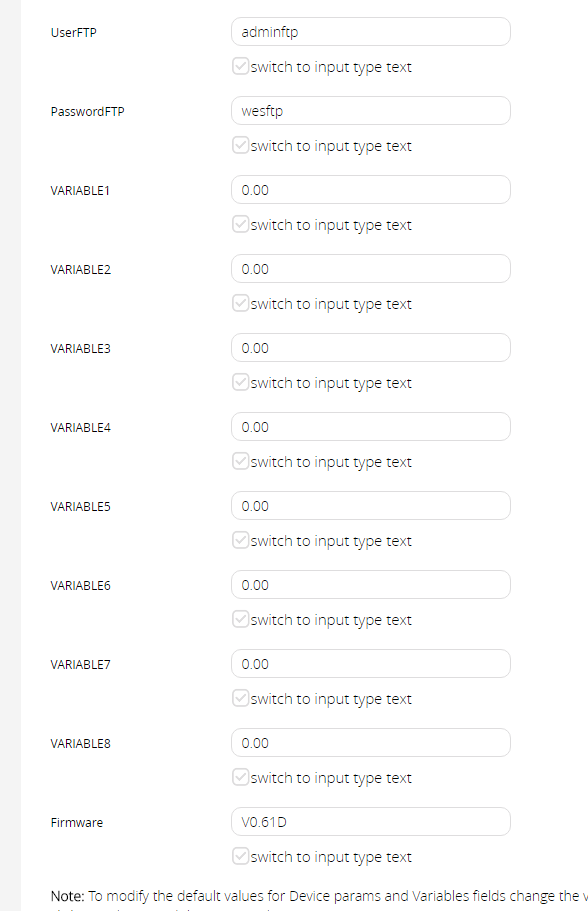 UserFTP
adminftp
switch to input type text
PasswordFTP
wesftp
switch to input type text
VARIABLE1
0.00
switch to input type text
VARIABLE2
0.00
switch to input type text
VARIABLE3
0.00
switch to input type text
VARIABLE4
0.00
switch to input type text
VARIABLE5
0.00
switch to input type text
VARIABLE6
0.00
switch to input type text
VARIABLE7
0.00
switch to input type text
VARIABLE8
0.00
switch to input type text
Firmware
V0.61D
switch to input type text
Note: To modify the default values for Device params and Variables fields change the